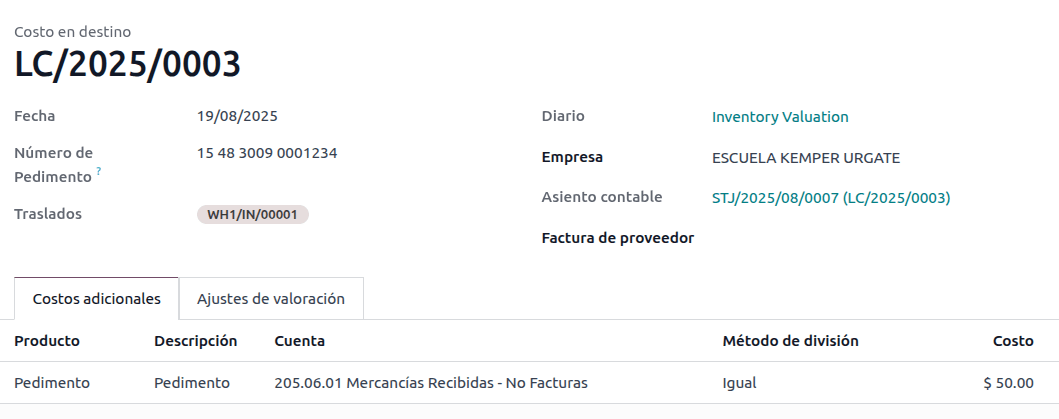 Costo en destino
LC/2025/0003
Fecha 19/08/2025
Diario Inventory Valuation
Número de Pedimento ? 15 48 3009 0001234
Empresa ESCUELA KEMPER URGATE
Asiento contable STJ/2025/08/0007 (LC/2025/0003)
Traslados WH1/IN/00001
Factura de proveedor
Costos adicionales Ajustes de valoración
Producto Descripción Cuenta Método de división Costo
Pedimento Pedimento 205.06.01 Mercancías Recibidas - No Facturas Igual $ 50.00